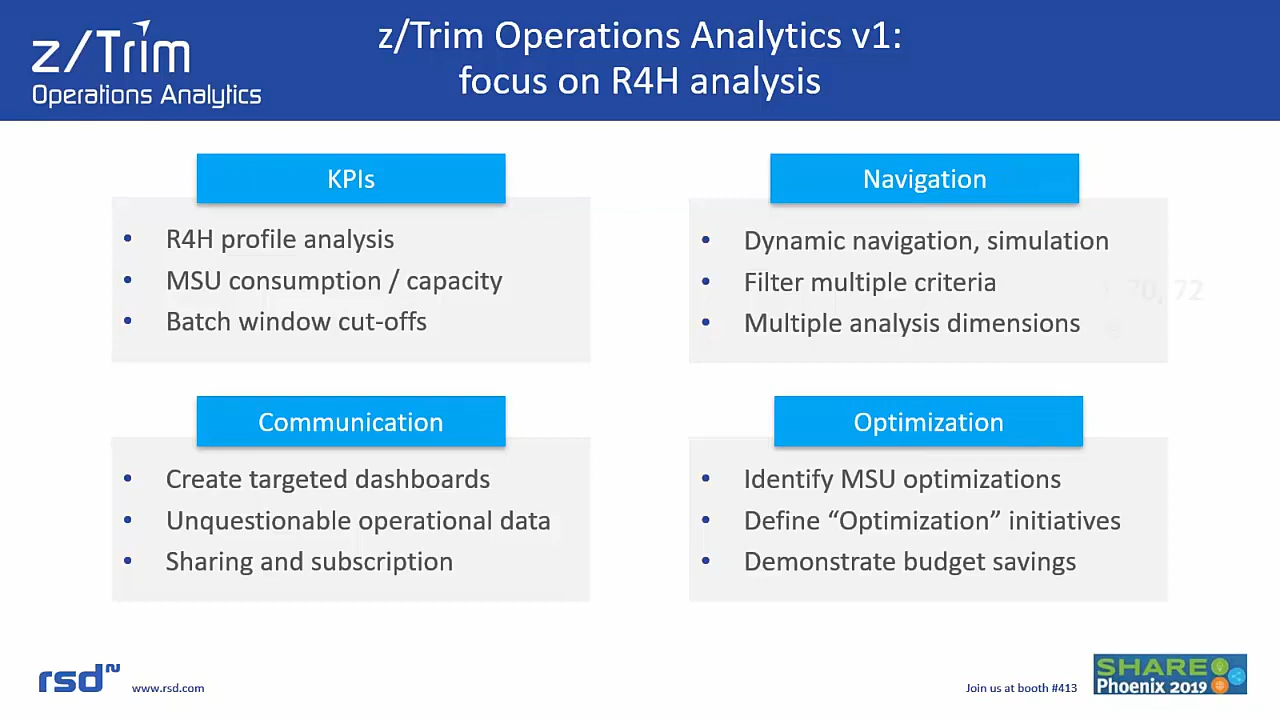 z/Trim
Operations Analytics
z/Trim Operations Analytics v1:
focus on R4H analysis
KPIs
• R4H profile analysis
• MSU consumption / capacity
• Batch window cut-offs
Navigation
• Dynamic navigation, simulation
• Filter multiple criteria
• Multiple analysis dimensions
70, 72
Communication
• Create targeted dashboards
• Unquestionable operational data
• Sharing and subscription
Optimization
• Identify MSU optimizations
• Define “Optimization” initiatives
• Demonstrate budget savings
rsd
www.rsd.com
Join us at booth #413
SHARE
Phoenix 2019